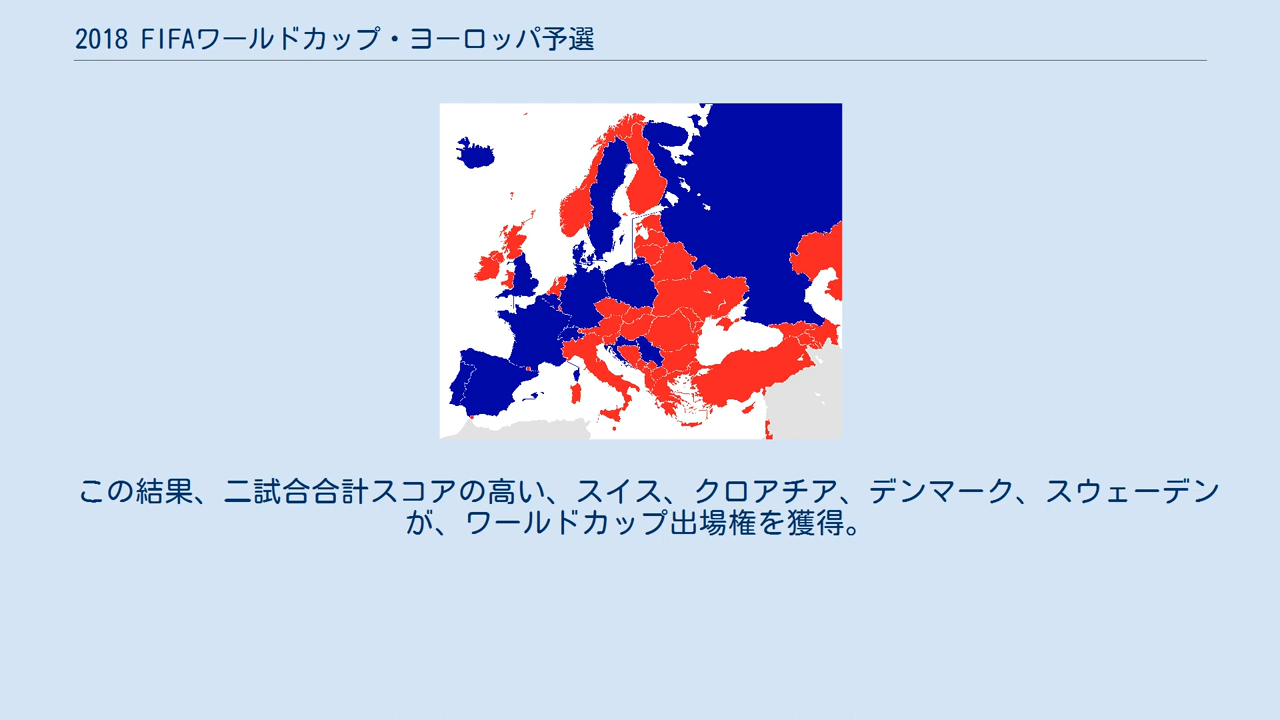 2018 FIFAワールドカップ・ヨーロッパ予選
この結果、二試合合計スコアの高い、スイス、クロアチア、デンマーク、スウェーデン
が、ワールドカップ出場権を獲得。